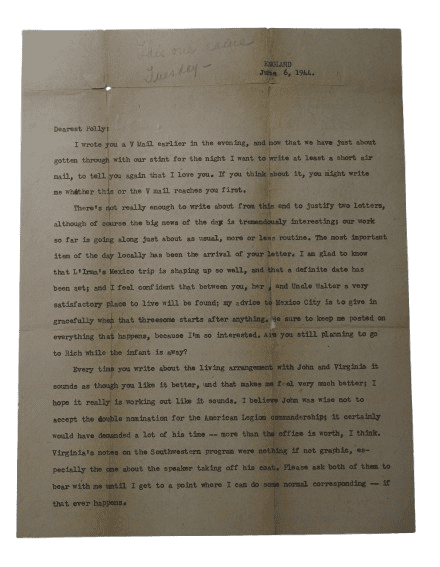 This one came
Tuesday —
ENGLAND
June 6, 1944.
Dearest Polly:
I wrote you a V Mail earlier in the evening, and now that we have just about
gotten through with our stint for the night I want to write at least a short air
mail, to tell you again that I love you. If you think about it, you might write
me whether this or the V mail reaches you first.
There's not really enough to write about from this end to justify two letters,
although of course the big news of the day is tremendously interesting; our work
so far is going along just about as usual, more or less routine. The most important
item of the day locally has been the arrival of your letter. I am glad to know
that L'Iran's Mexico trip is shaping up so well, and that a definite date has
been set; and I feel confident that between you, her, and Uncle Walter a very
satisfactory place to live will be found; my advice to Mexico City is to give in
gracefully when that threesome starts after anything. Be sure to keep me posted on
everything that happens, because I'm so interested. Are you still planning to go
to Rich while the infant is away?
Every time you write about the living arrangement with John and Virginia it
sounds as though you like it better, and that makes me feel very much better; I
hope it really is working out like it sounds. I believe John was wise not to
accept the double nomination for the American Legion commandership; it certainly
would have demanded a lot of his time -- more than the office is worth, I think.
Virginia's notes on the Southwestern program were nothing if not graphic, es-
pecially the one about the speaker taking off his coat. Please ask both of them to
bear with me until I get to a point where I can do some normal corresponding -- if
that ever happens.